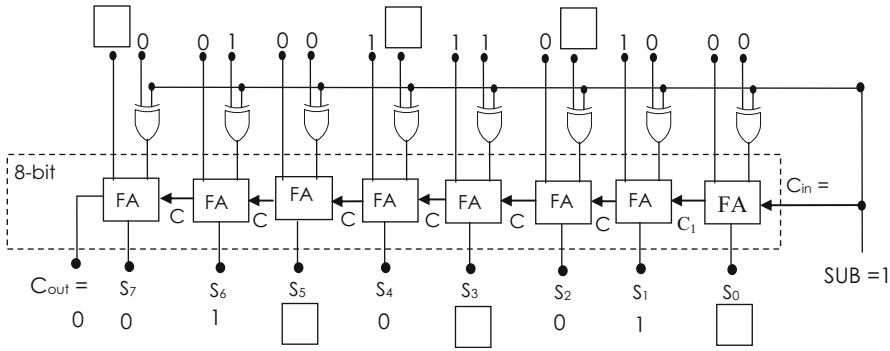 0 0 1 0 0 1 1 1 0 1 0 0 0
8-bit
FA FA FA FA FA FA FA FA
C C C C C C C₁
Cin =
Cout = S₇ S₆ S₅ S₄ S₃ S₂ S₁ S₀ SUB =1
0 0 1 0 0 1